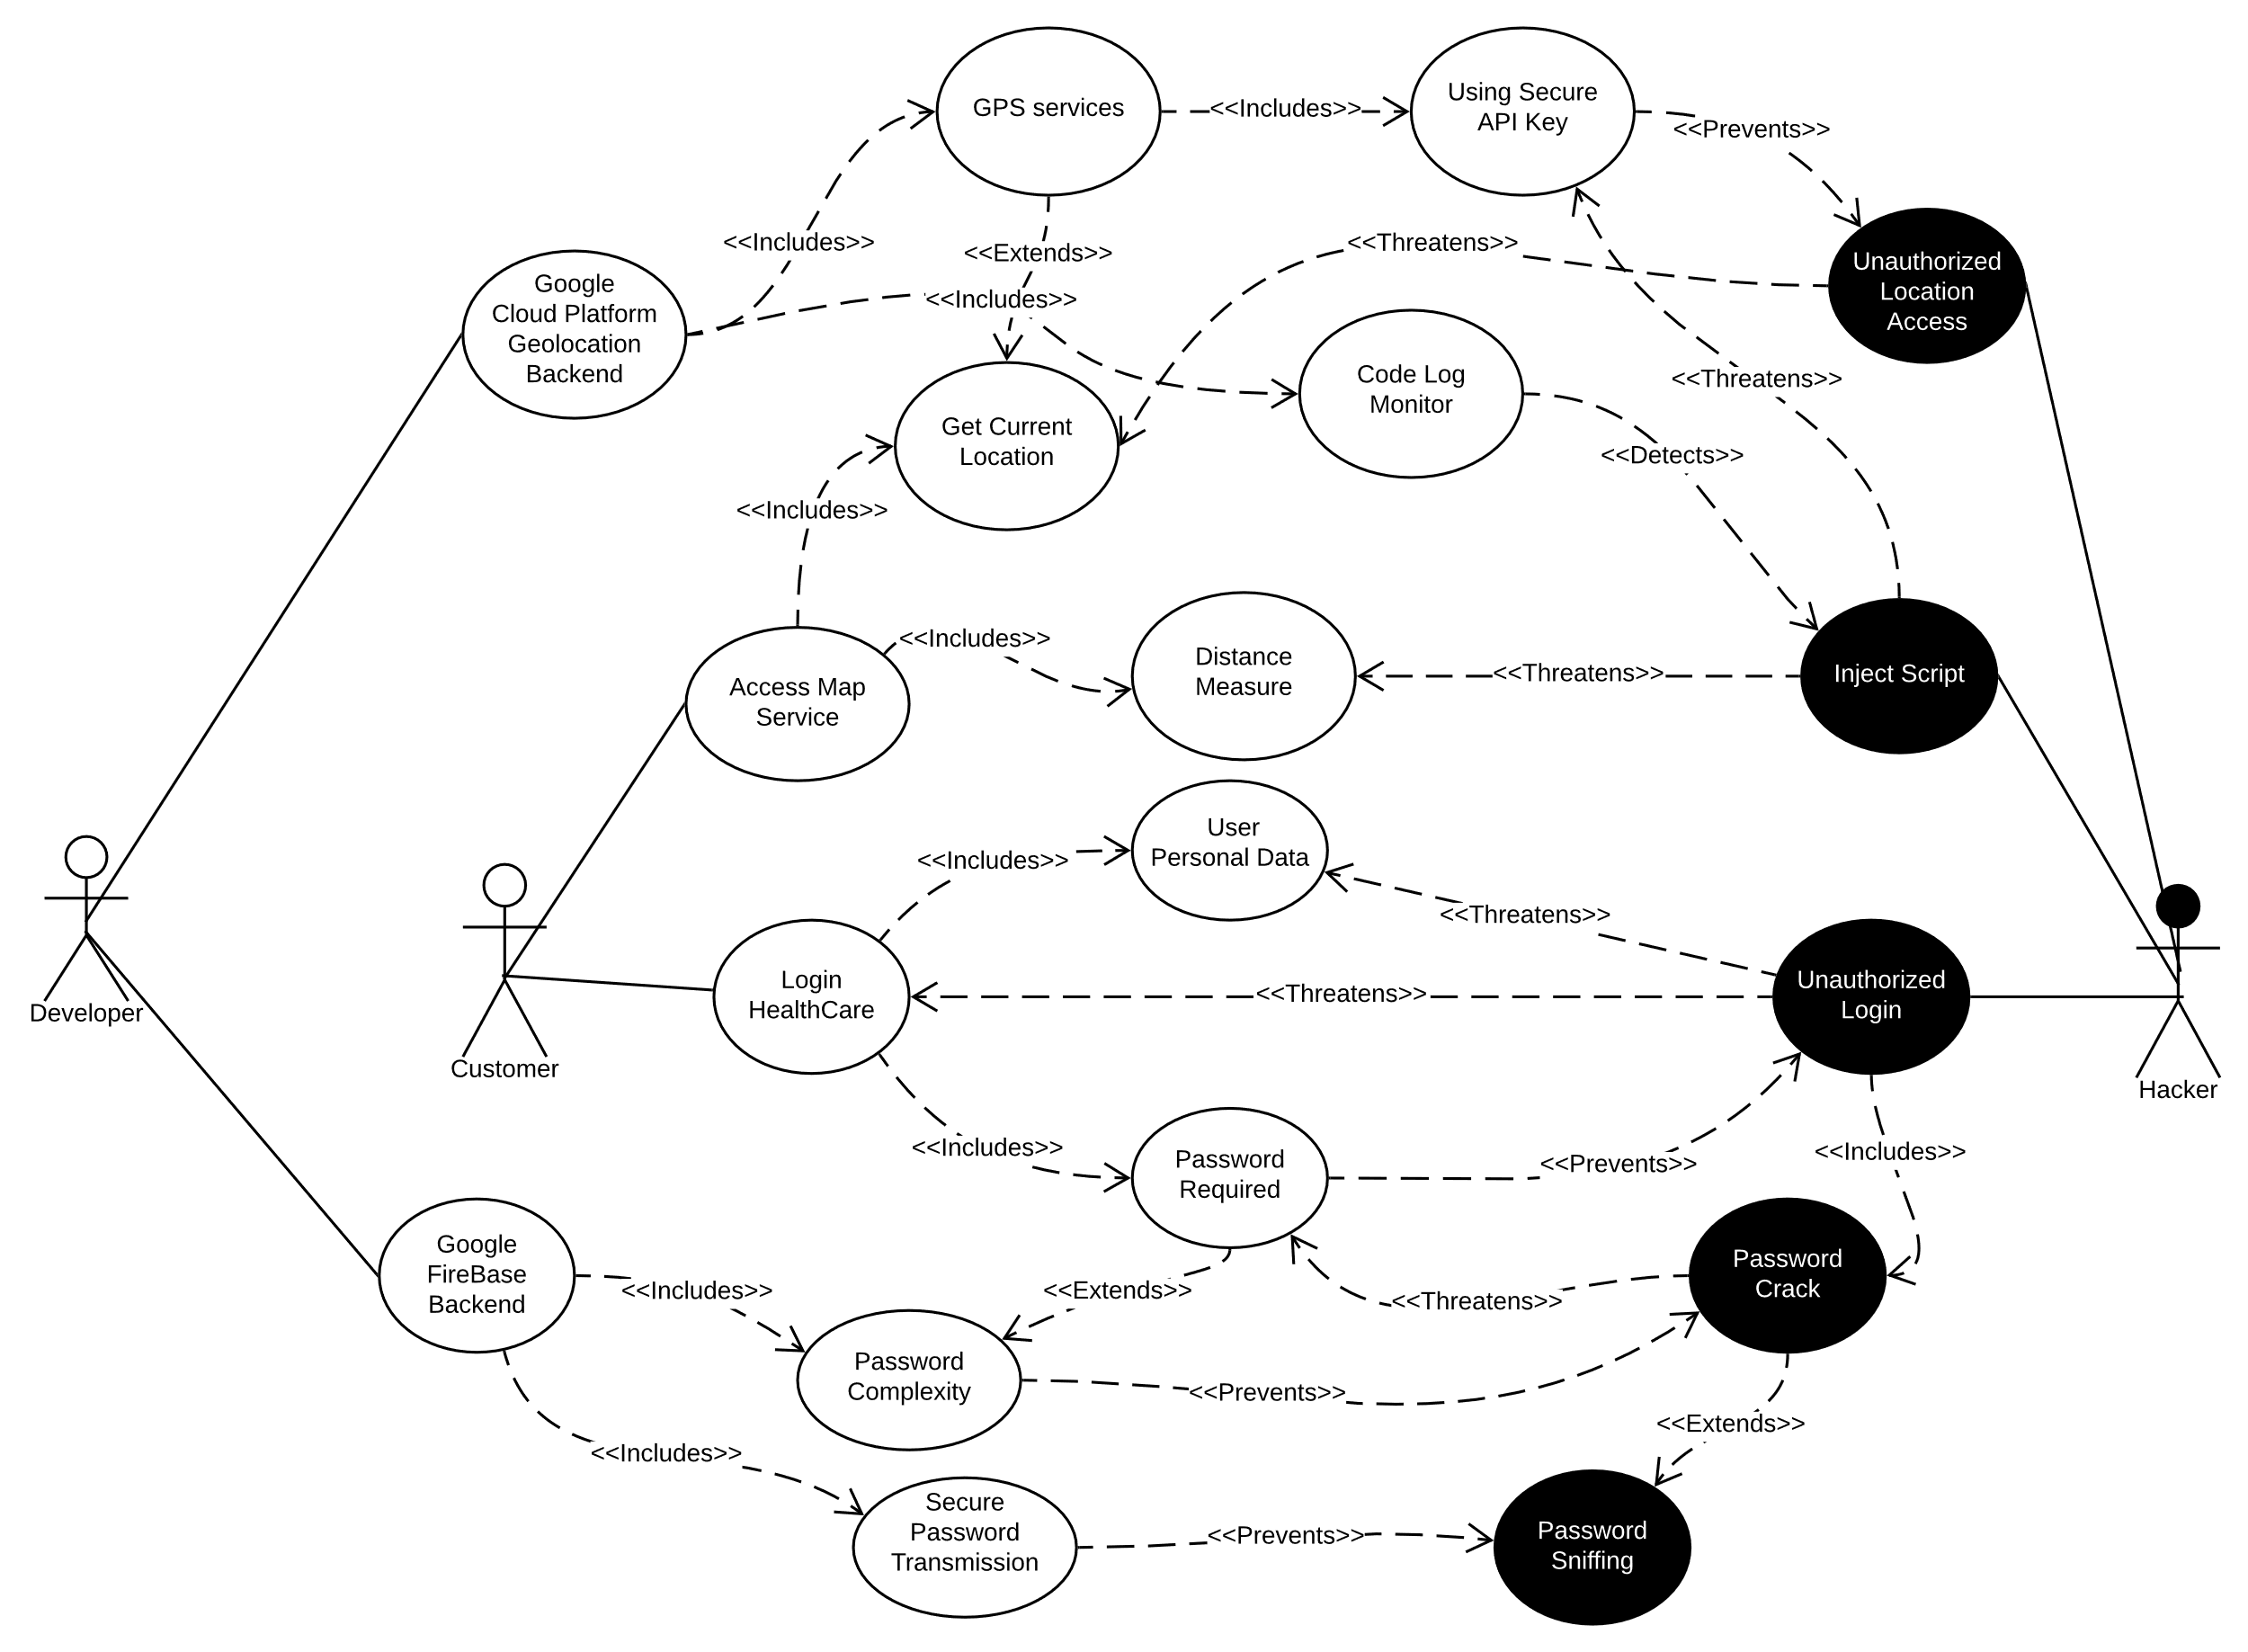 GPS services
<<Includes>>
Using Secure
API Key
<<Prevents>>
<<Includes>>
<<Extends>>
<<Threatens>>
Unauthorized
Location
Access
Google
Cloud Platform
Geolocation
Backend
<<Includes>>
Get Current
Location
Code Log
Monitor
<<Threatens>>
<<Detects>>
<<Includes>>
<<Includes>>
Access Map
Service
Distance
Measure
<<Threatens>>
Inject Script
User
Personal Data
<<Includes>>
<<Threatens>>
Developer
Customer
Login
HealthCare
<<Threatens>>
Unauthorized
Login
Hacker
<<Includes>>
Password
Required
<<Prevents>>
<<Includes>>
Google
FireBase
Backend
<<Includes>>
<<Extends>>
<<Threatens>>
Password
Crack
Password
Complexity
<<Prevents>>
<<Extends>>
<<Includes>>
Secure
Password
Transmission
<<Prevents>>
Password
Sniffing